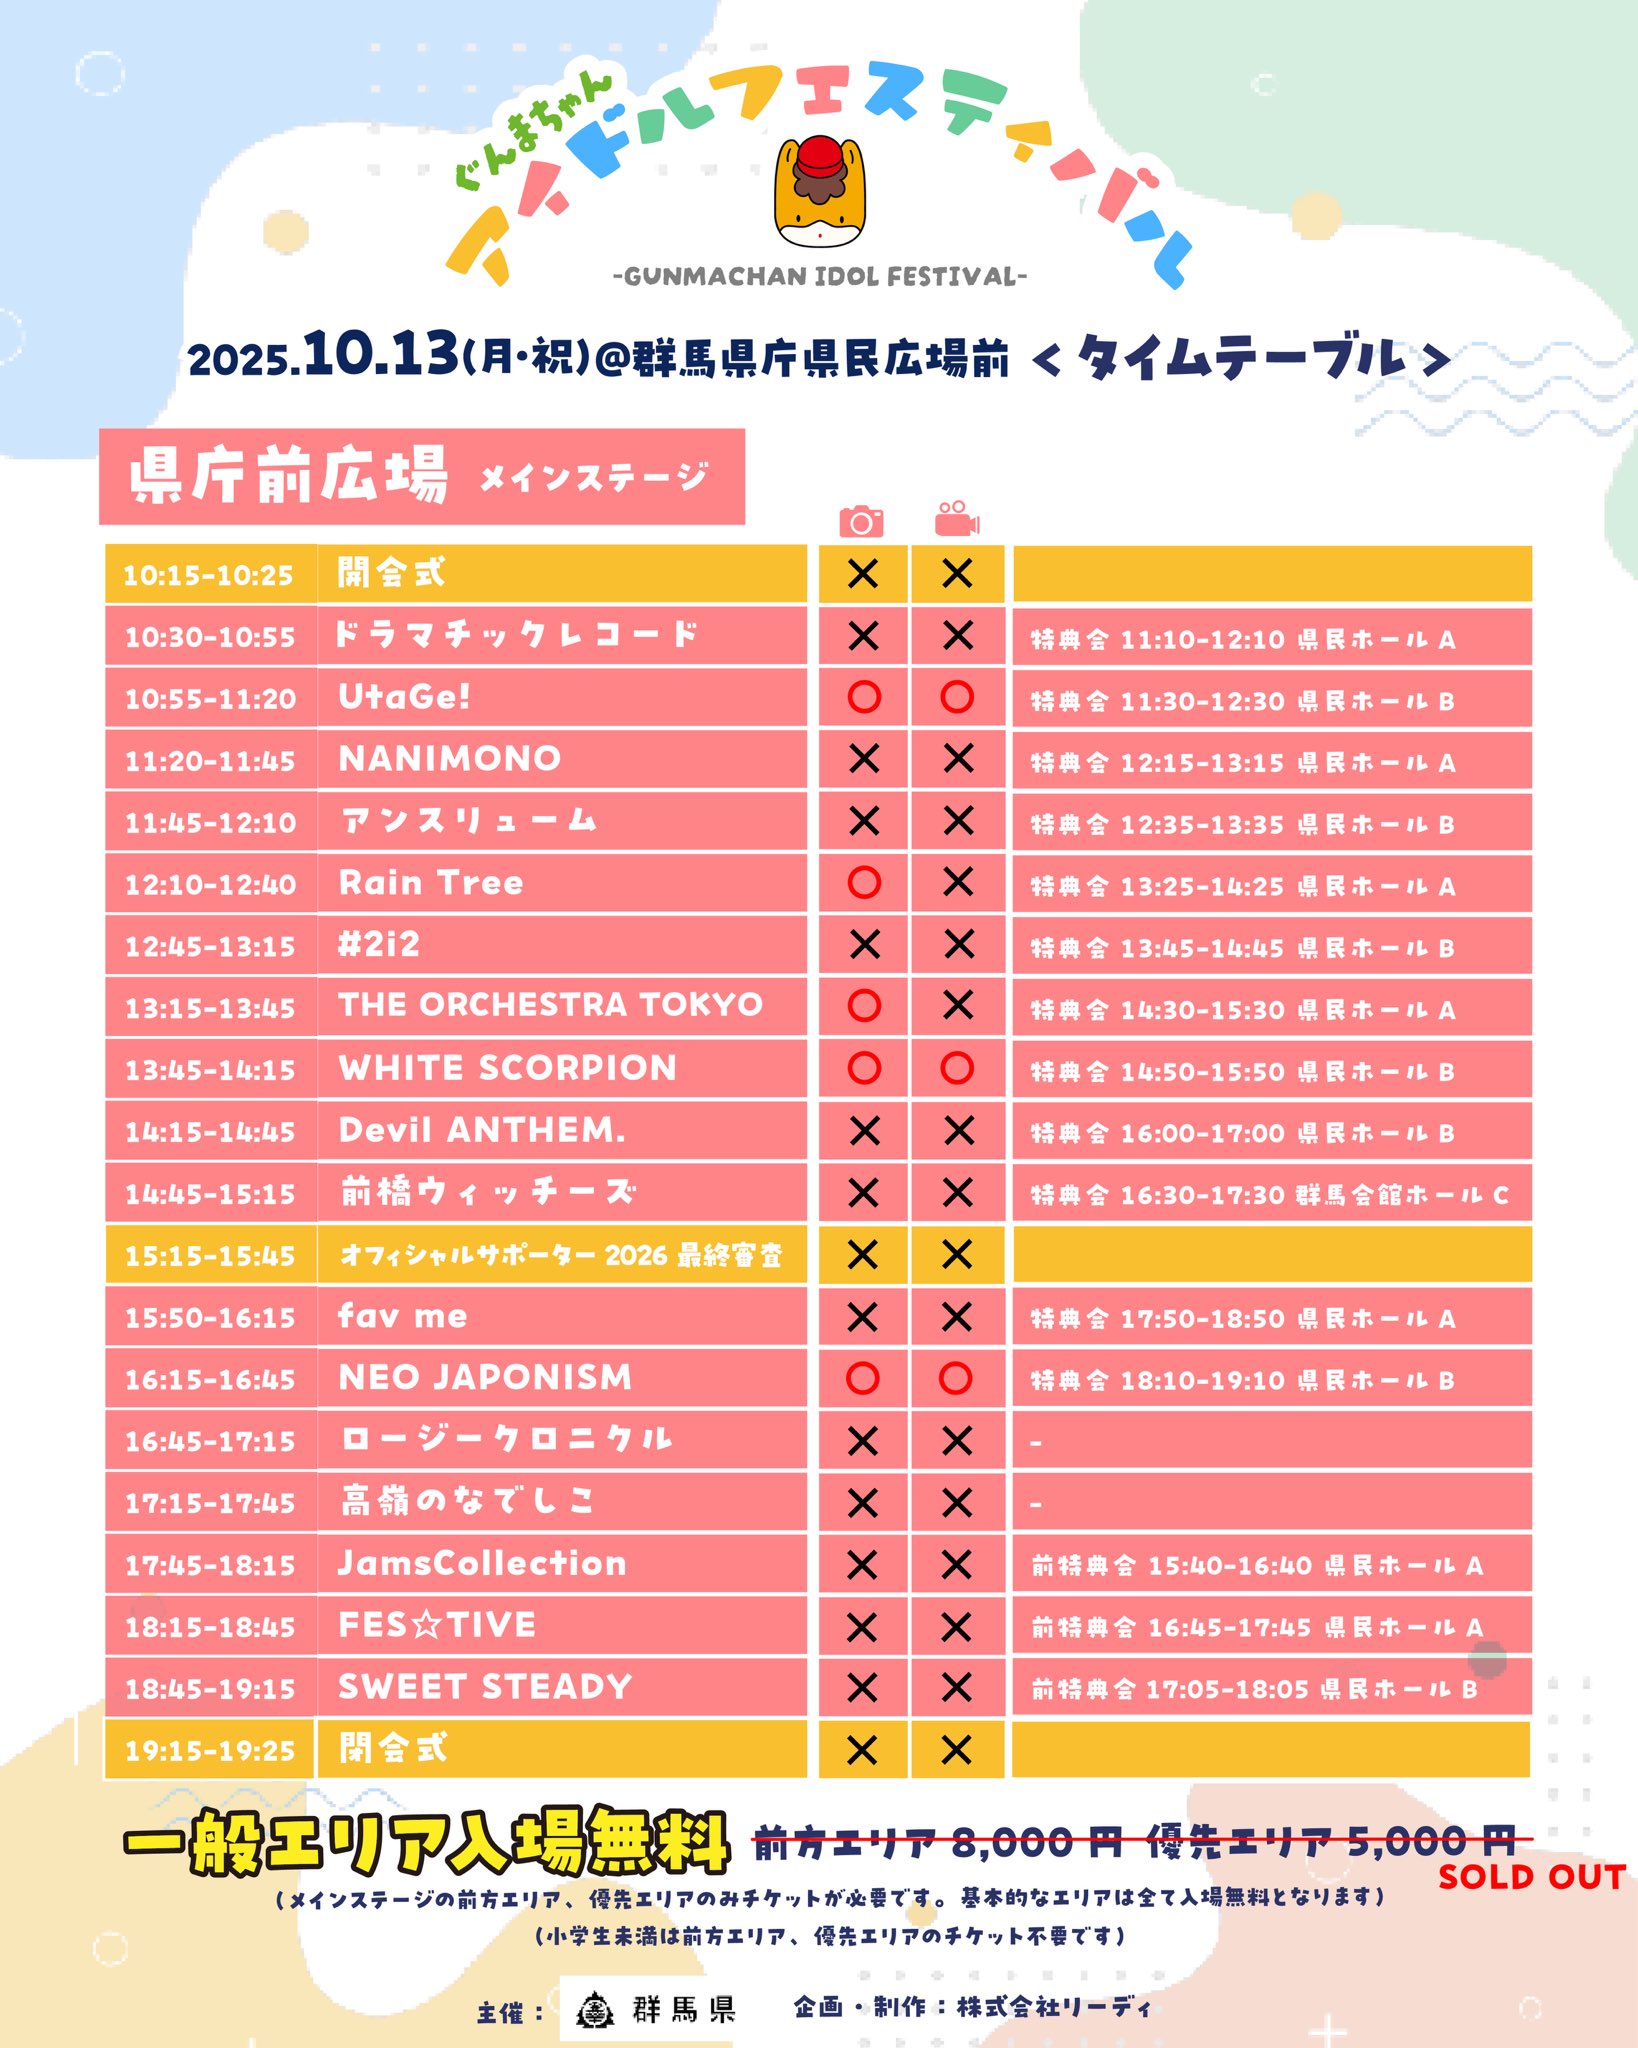 ぐんまちゃん
アイドルフェスティバル
-GUNMACHAN IDOL FESTIVAL-
2025.10.13(月・祝)@群馬県庁県民広場前 < タイムテーブル >
県庁前広場 メインステージ
10:15-10:25 開会式 × ×
10:30-10:55 ドラマチックレコード × × 特典会 11:10-12:10 県民ホール A
10:55-11:20 UtaGe! ○ ○ 特典会 11:30-12:30 県民ホール B
11:20-11:45 NANIMONO × × 特典会 12:15-13:15 県民ホール A
11:45-12:10 アンスリューム × × 特典会 12:35-13:35 県民ホール B
12:10-12:40 Rain Tree ○ × 特典会 13:25-14:25 県民ホール A
12:45-13:15 #2i2 × × 特典会 13:45-14:45 県民ホール B
13:15-13:45 THE ORCHESTRA TOKYO ○ × 特典会 14:30-15:30 県民ホール A
13:45-14:15 WHITE SCORPION ○ ○ 特典会 14:50-15:50 県民ホール B
14:15-14:45 Devil ANTHEM. × × 特典会 16:00-17:00 県民ホール B
14:45-15:15 前橋ウィッチーズ × × 特典会 16:30-17:30 群馬会館ホール C
15:15-15:45 オフィシャルサポーター 2026 最終審査 × ×
15:50-16:15 fav me × × 特典会 17:50-18:50 県民ホール A
16:15-16:45 NEO JAPONISM ○ ○ 特典会 18:10-19:10 県民ホール B
16:45-17:15 ロージークロニクル × × -
17:15-17:45 高嶺のなでしこ × × -
17:45-18:15 JamsCollection × × 前特典会 15:40-16:40 県民ホール A
18:15-18:45 FES☆TIVE × × 前特典会 16:45-17:45 県民ホール A
18:45-19:15 SWEET STEADY × × 前特典会 17:05-18:05 県民ホール B
19:15-19:25 閉会式 × ×
一般エリア入場無料 前方エリア 8,000 円 優先エリア 5,000 円
SOLD OUT
(メインステージの前方エリア、優先エリアのみチケットが必要です。基本的なエリアは全て入場無料となります)
(小学生未満は前方エリア、優先エリアのチケット不要です)
主催： 群馬県 企画・制作：株式会社リーディ